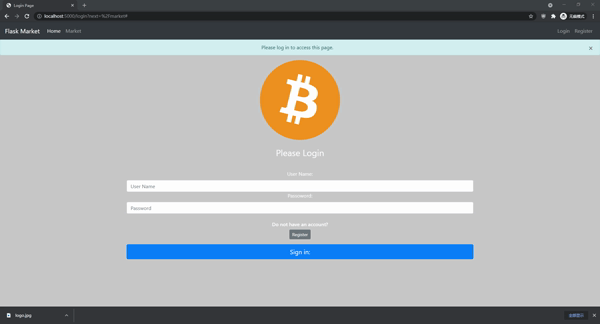 Login Page
localhost:5000/login?next=%2Fmarket#
Flask Market Home Market Login Register
Please log in to access this page.
Please Login
User Name:
User Name
Password:
Password
Do not have an account?
Register
Sign in:
logo.jpg